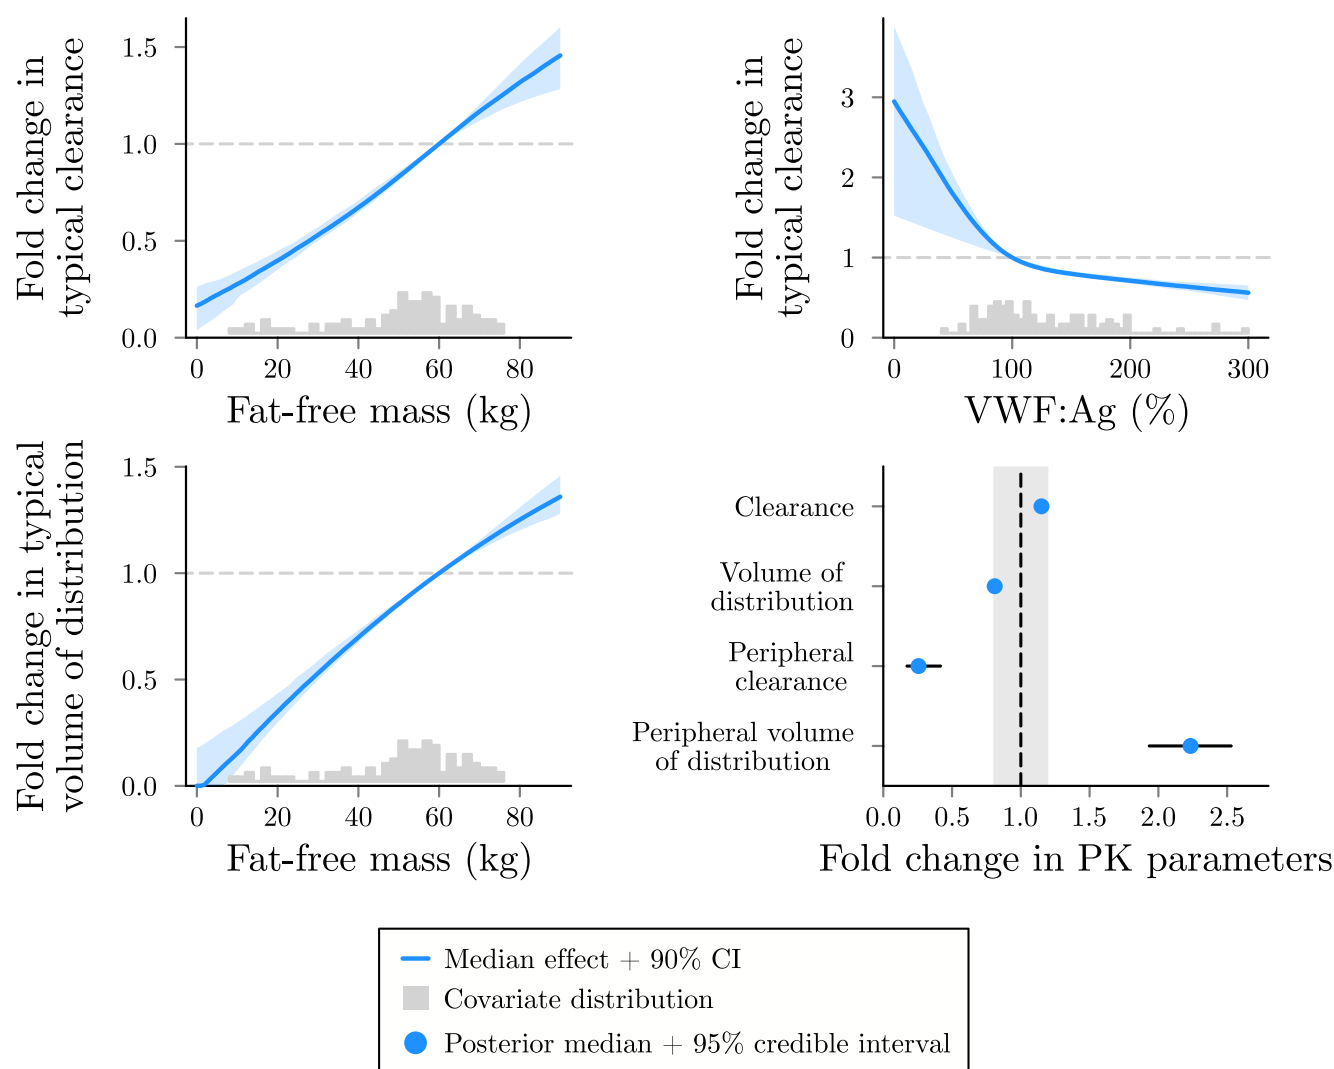 Fold change in
typical clearance
1.5
1.0
0.5
0.0
0 20 40 60 80
Fat-free mass (kg)
Fold change in
typical clearance
3
2
1
0
0 100 200 300
VWF:Ag (%)
Fold change in typical
volume of distribution
1.5
1.0
0.5
0.0
0 20 40 60 80
Fat-free mass (kg)
Clearance
Volume of
distribution
Peripheral
clearance
Peripheral volume
of distribution
0.0 0.5 1.0 1.5 2.0 2.5
Fold change in PK parameters
Median effect + 90% CI
Covariate distribution
Posterior median + 95% credible interval